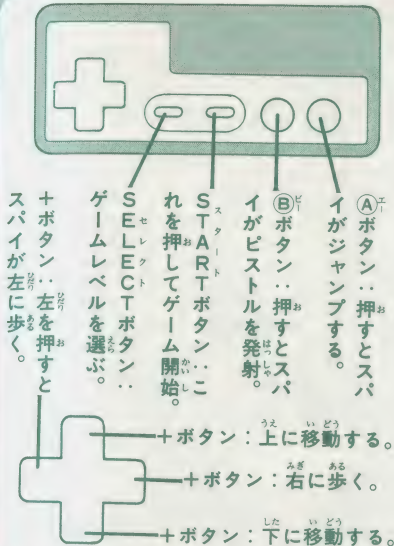 Ⓐボタン：押すとスパ
イがジャンプする。
Ⓑボタン：押すとスパ
イがピストルを発射。
STARTボタン：こ
れを押してゲーム開始。
SELECTボタン：
ゲームレベルを選ぶ。
＋ボタン：左を押すと
スパイが左に歩く。
＋ボタン：上に移動する。
＋ボタン：右に歩く。
＋ボタン：下に移動する。